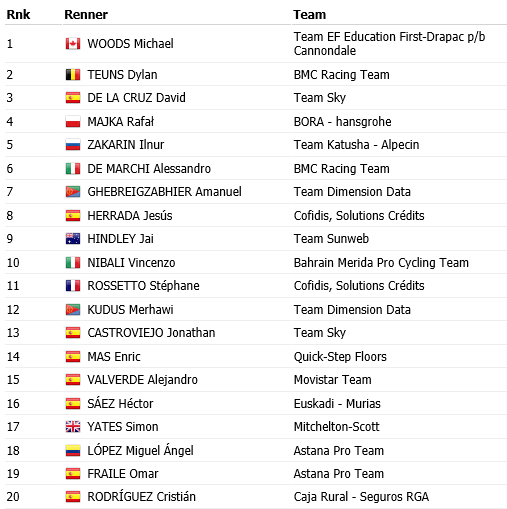 Rnk Renner Team
1 WOODS Michael Team EF Education First-Drapac p/b
Cannondale
2 TEUNS Dylan BMC Racing Team
3 DE LA CRUZ David Team Sky
4 MAJKA Rafał BORA - hansgrohe
5 ZAKARIN Ilnur Team Katusha - Alpecin
6 DE MARCHI Alessandro BMC Racing Team
7 GHEBREIGZABHIER Amanuel Team Dimension Data
8 HERRADA Jesús Cofidis, Solutions Crédits
9 HINDLEY Jai Team Sunweb
10 NIBALI Vincenzo Bahrain Merida Pro Cycling Team
11 ROSSETTO Stéphane Cofidis, Solutions Crédits
12 KUDUS Merhawi Team Dimension Data
13 CASTROVIEJO Jonathan Team Sky
14 MAS Enric Quick-Step Floors
15 VALVERDE Alejandro Movistar Team
16 SÁEZ Héctor Euskadi - Murias
17 YATES Simon Mitchelton-Scott
18 LÓPEZ Miguel Ángel Astana Pro Team
19 FRAILE Omar Astana Pro Team
20 RODRÍGUEZ Cristián Caja Rural - Seguros RGA